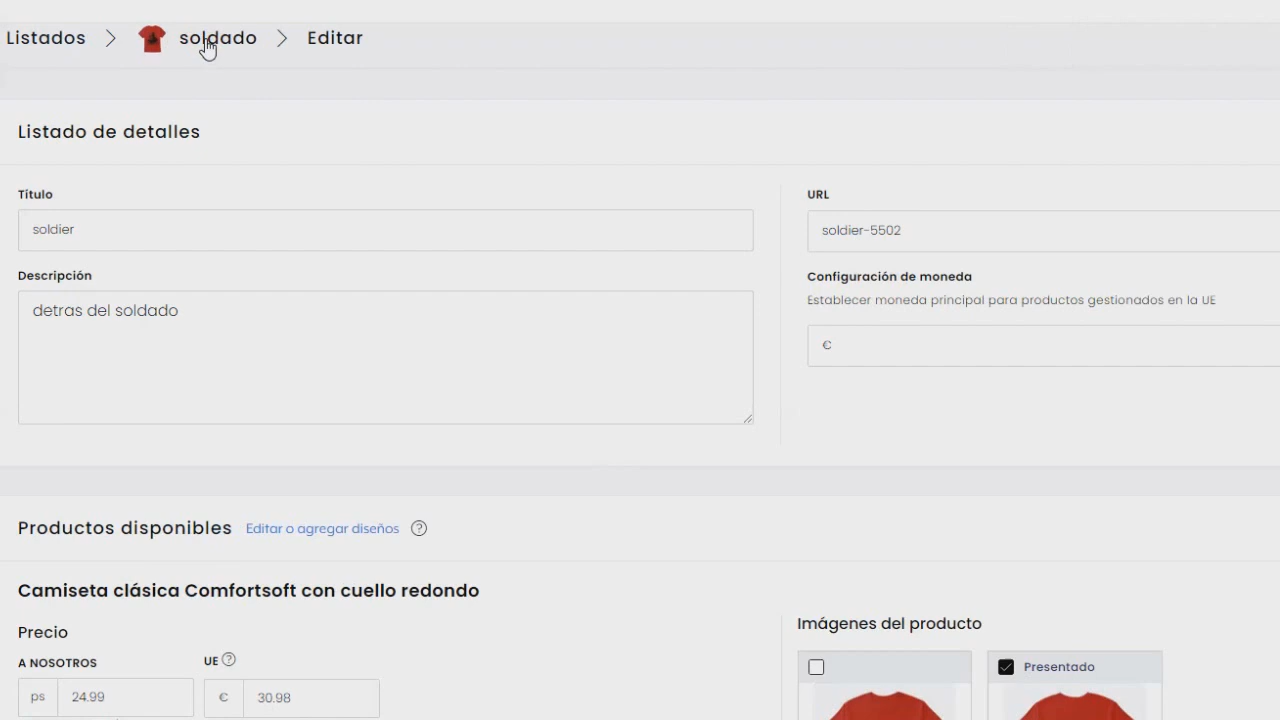 Listados > soldado > Editar
Listado de detalles
Título
soldier
URL
soldier-5502
Descripción
detras del soldado
Configuración de moneda
Establecer moneda principal para productos gestionados en la UE
€
Productos disponibles Editar o agregar diseños ?
Camiseta clásica Comfortsoft con cuello redondo
Precio
A NOSOTROS UE ?
ps 24.99 € 30.98
Imágenes del producto
Presentado